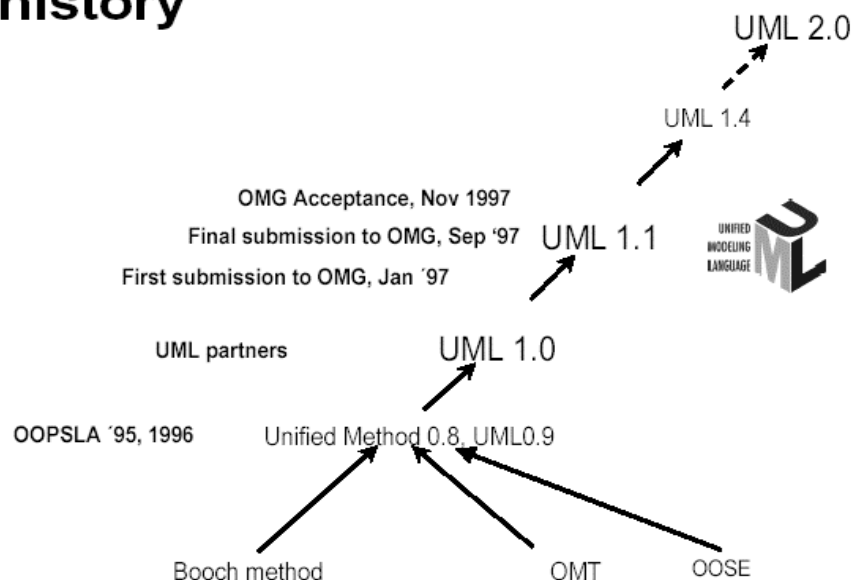 history
UML 2.0
UML 1.4
OMG Acceptance, Nov 1997
Final submission to OMG, Sep ‘97 UML 1.1
First submission to OMG, Jan ´97
UNIFIED
MODELING
LANGUAGE
UML
UML partners UML 1.0
OOPSLA ´95, 1996 Unified Method 0.8, UML0.9
Booch method OMT OOSE